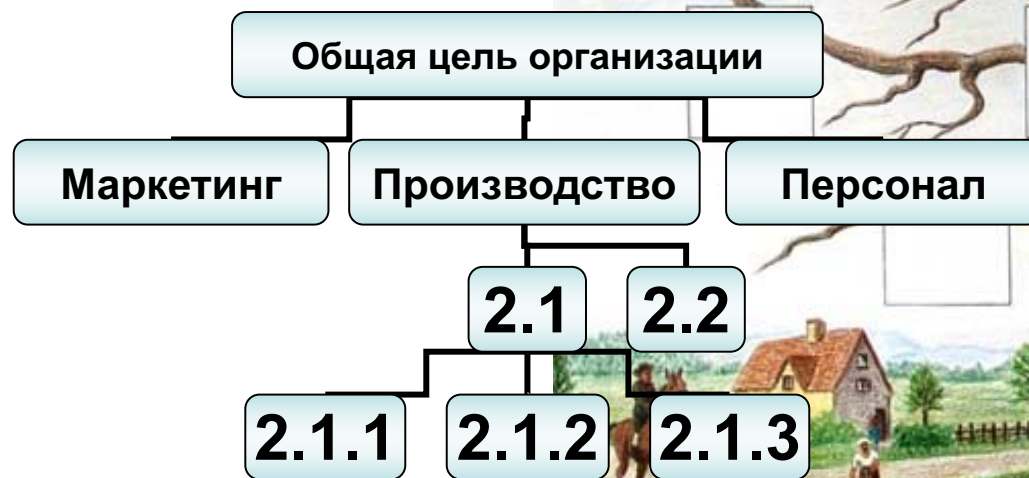 Общая цель организации
Маркетинг
Производство
Персонал
2.1
2.2
2.1.1
2.1.2
2.1.3